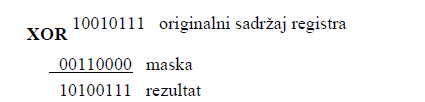 10010111 originalni sadržaj registra
XOR
00110000 maska
10100111 rezultat